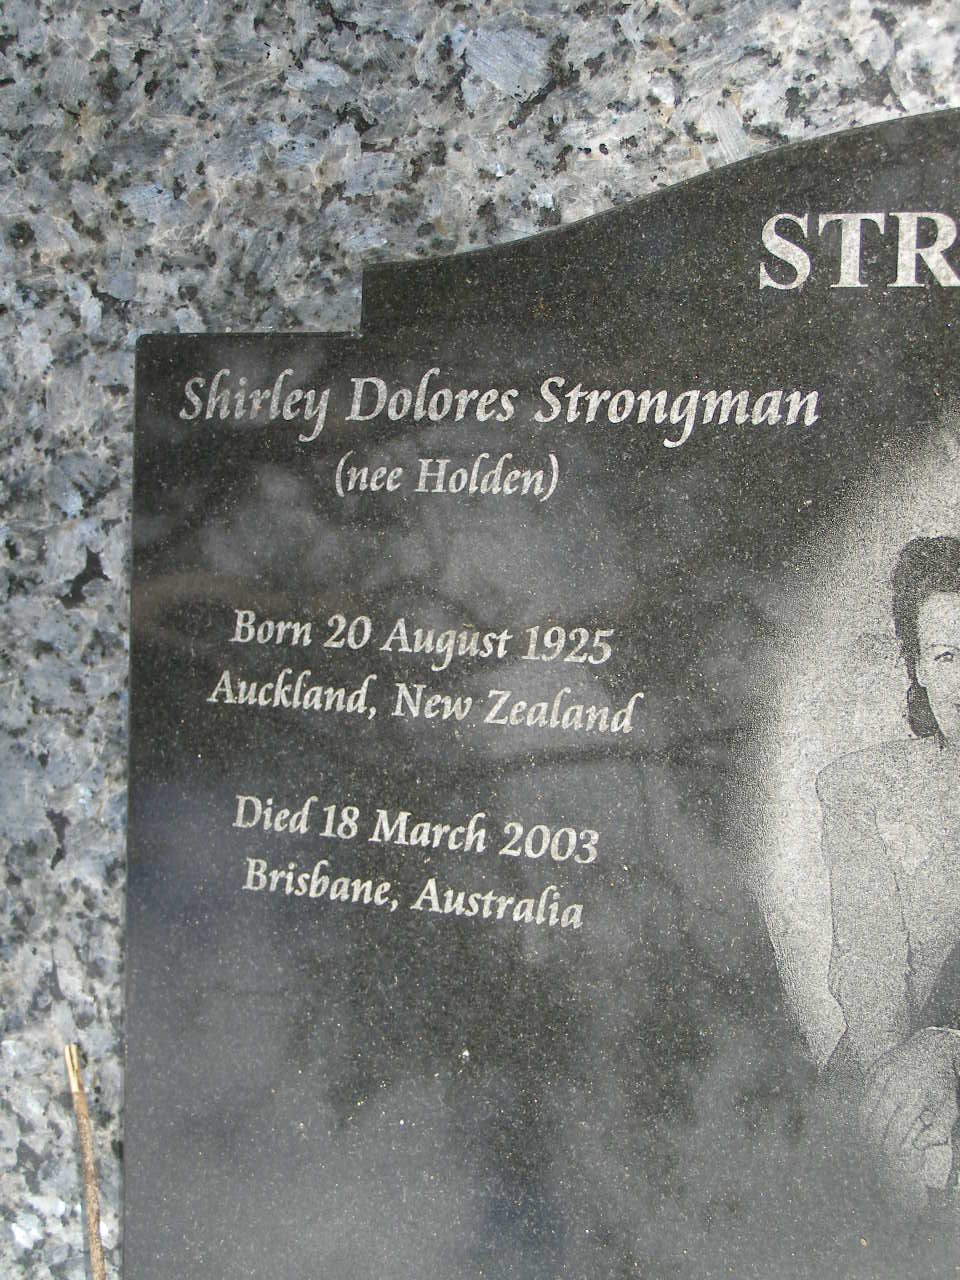 STR
Shirley Dolores Strongman
(nee Holden)
Born 20 August 1925
Auckland, New Zealand
Died 18 March 2003
Brisbane, Australia